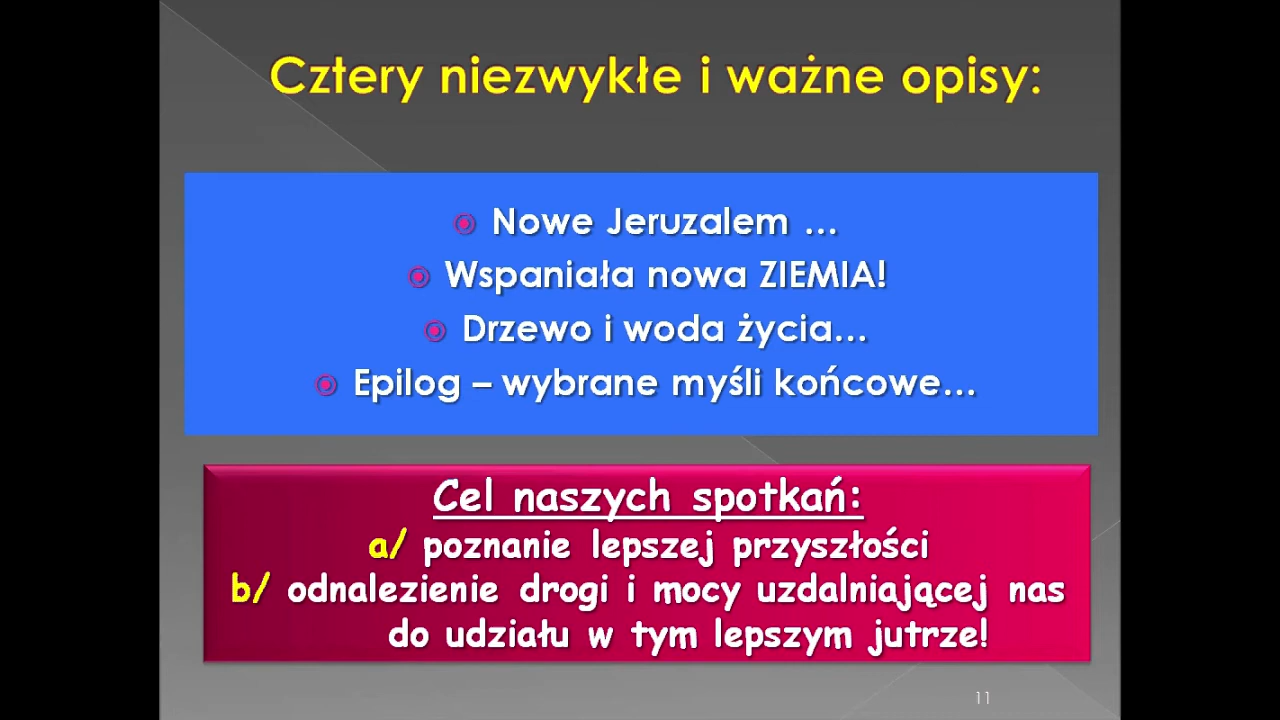 Cztery niezwykłe i ważne opisy:
Nowe Jeruzalem ...
Wspaniała nowa ZIEMIA!
Drzewo i woda życia...
Epilog – wybrane myśli końcowe...
Cel naszych spotkań:
a/ poznanie lepszej przyszłości
b/ odnalezienie drogi i mocy uzdalniającej nas
do udziału w tym lepszym jutrze!
11